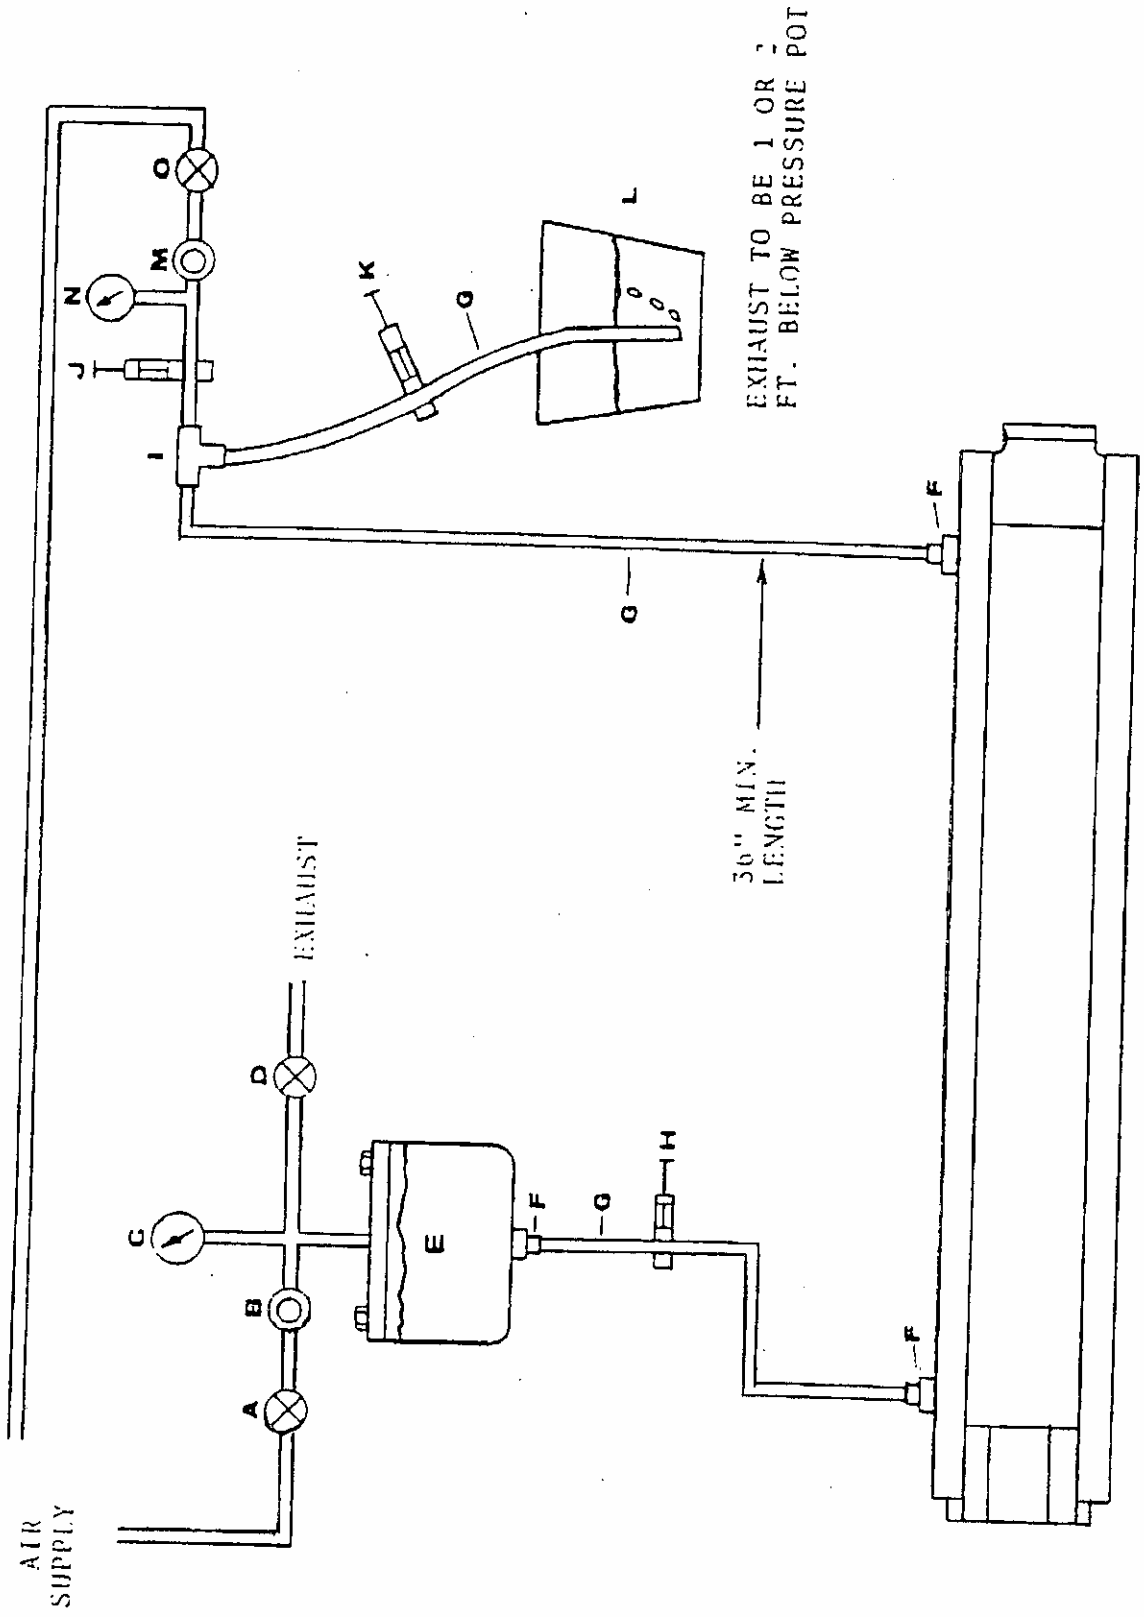 AIR
SUPPLY
A
B
G
D
EXHAUST
E
F
G
H
F
36" MIN.
LENGTH
G
F
I
J
N
M
O
K
G
L
EXHAUST TO BE 1 OR
FT. BELOW PRESSURE POT